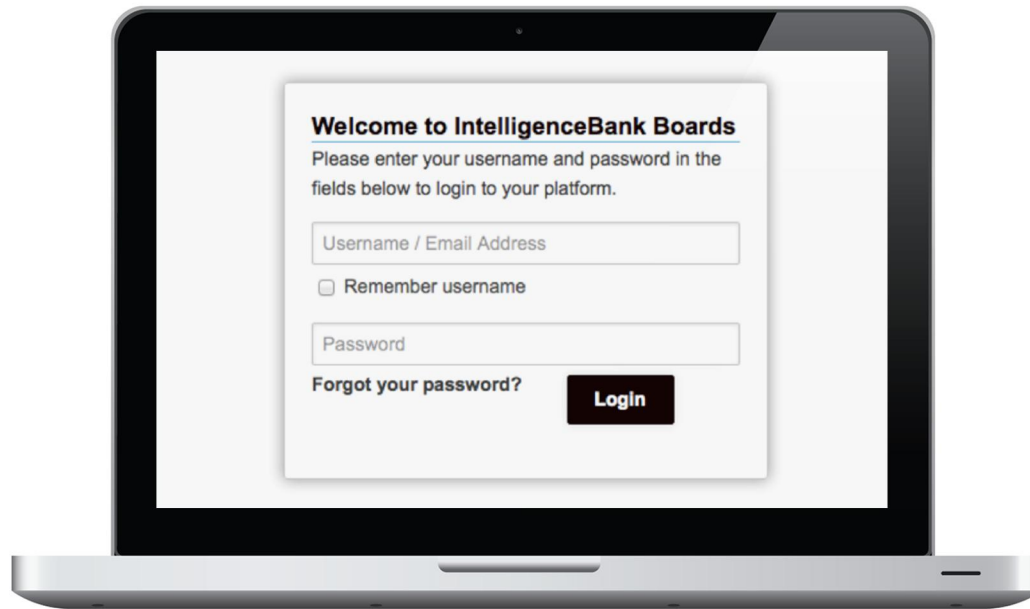 Welcome to IntelligenceBank Boards
Please enter your username and password in the
fields below to login to your platform.
Username / Email Address
Remember username
Password
Forgot your password?
Login